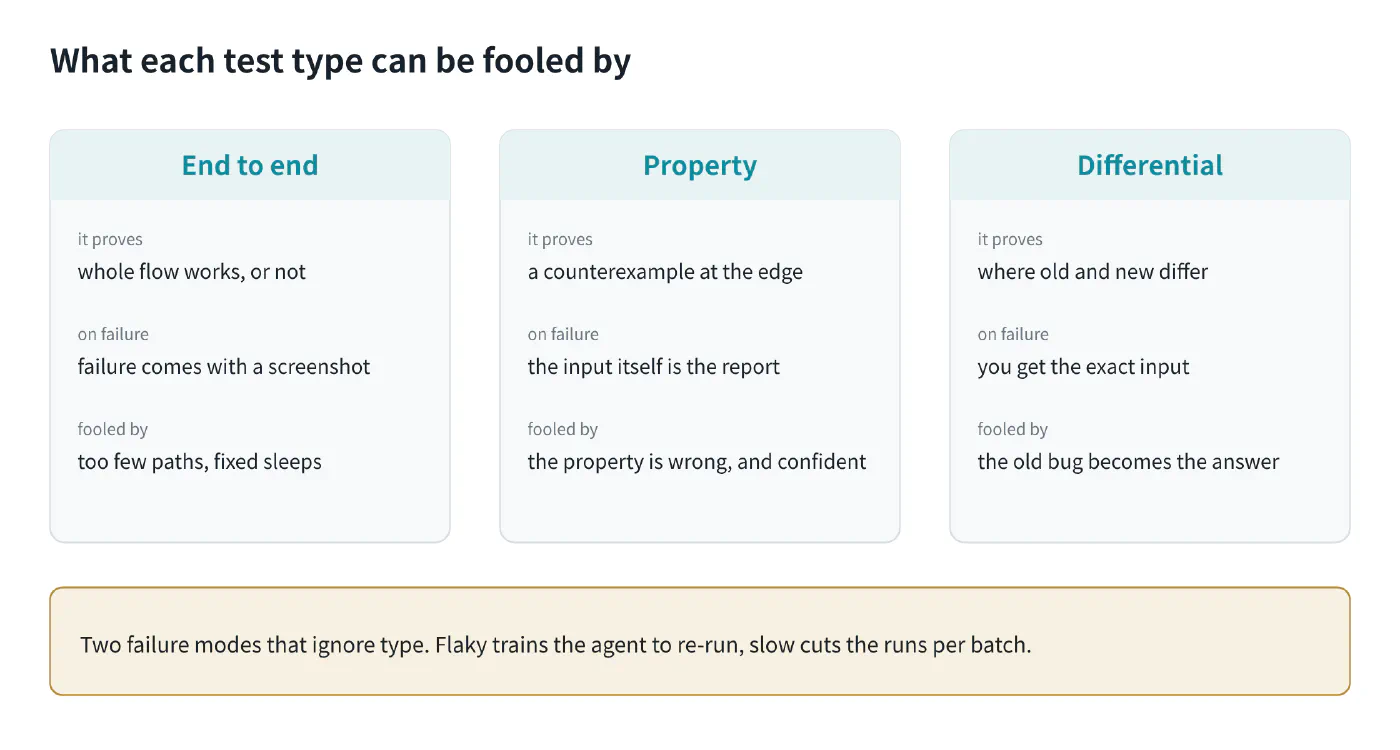 What each test type can be fooled by
End to end
it proves
whole flow works, or not
on failure
failure comes with a screenshot
fooled by
too few paths, fixed sleeps
Property
it proves
a counterexample at the edge
on failure
the input itself is the report
fooled by
the property is wrong, and confident
Differential
it proves
where old and new differ
on failure
you get the exact input
fooled by
the old bug becomes the answer
Two failure modes that ignore type. Flaky trains the agent to re-run, slow cuts the runs per batch.